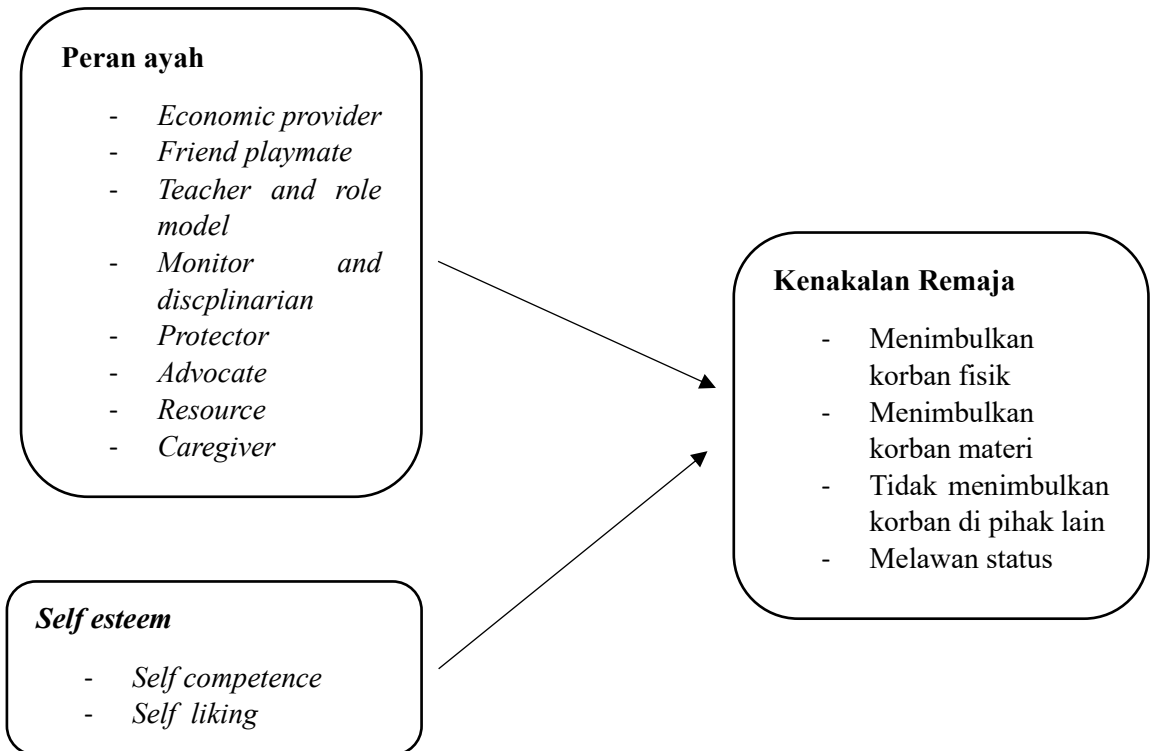 Peran ayah
- Economic provider
- Friend playmate
- Teacher and role
model
- Monitor and
discplinarian
- Protector
- Advocate
- Resource
- Caregiver
Kenakalan Remaja
- Menimbulkan
korban fisik
- Menimbulkan
korban materi
- Tidak menimbulkan
korban di pihak lain
- Melawan status
Self esteem
- Self competence
- Self liking